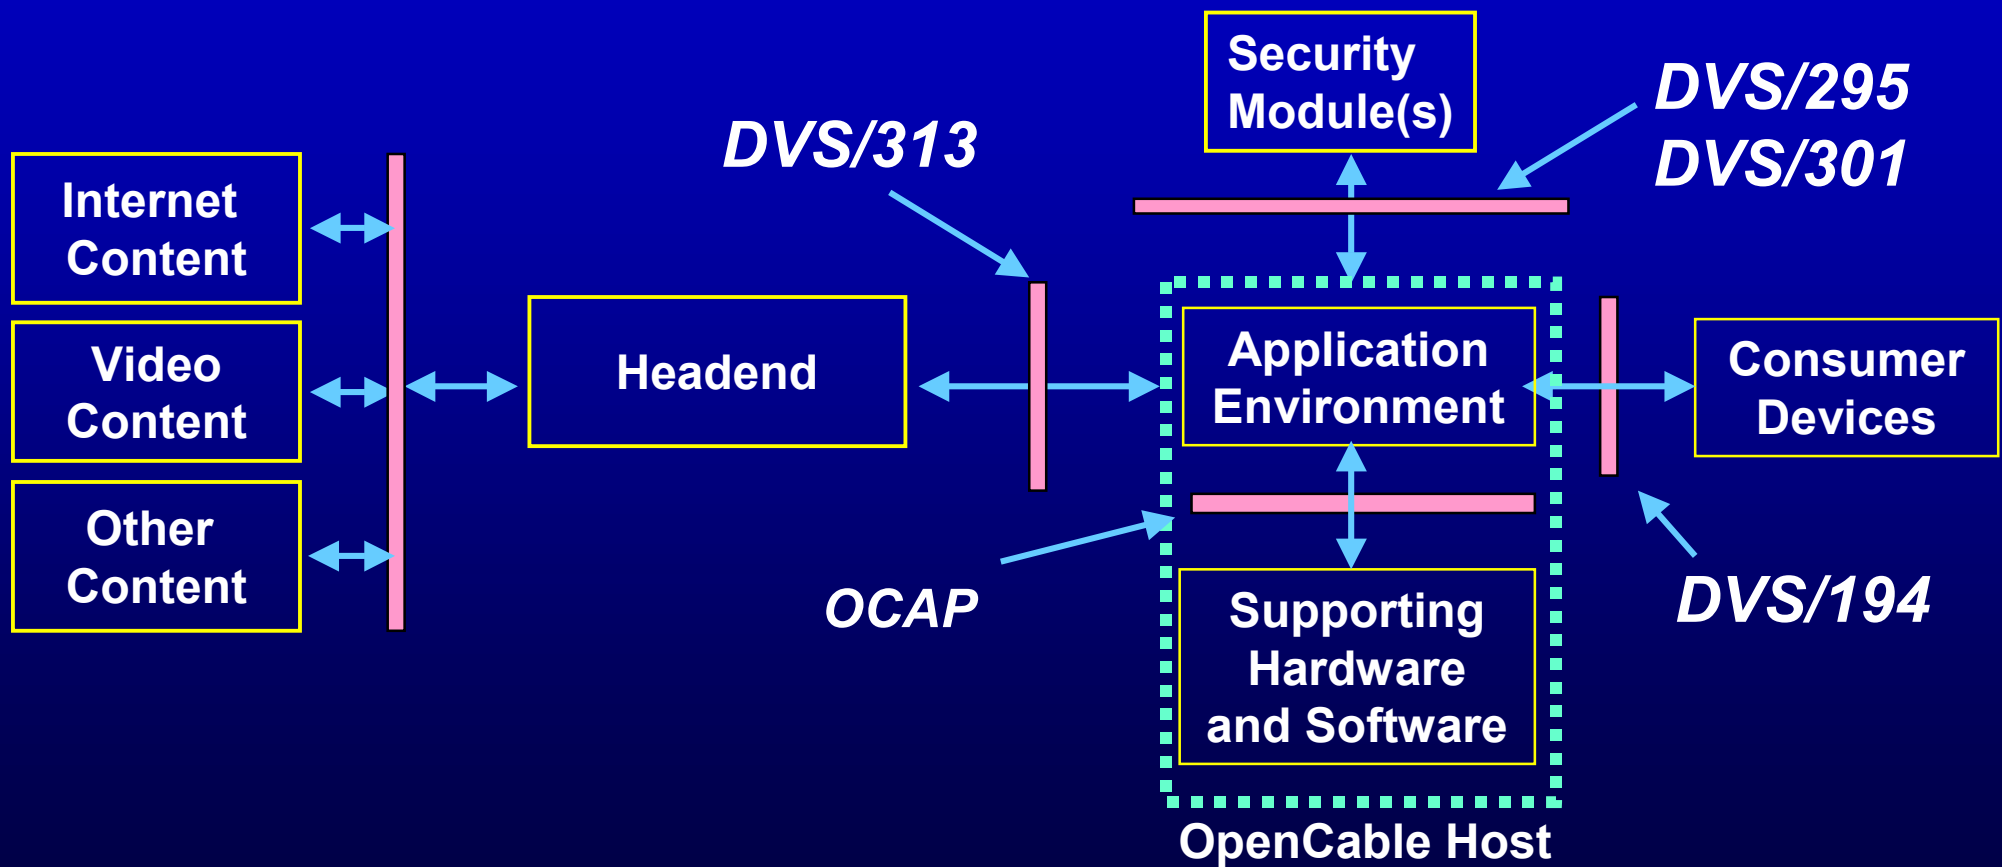 Security
Module(s)
DVS/295
DVS/301
DVS/313
Internet
Content
Video
Content
Other
Content
Headend
Application
Environment
Consumer
Devices
OCAP
Supporting
Hardware
and Software
DVS/194
OpenCable Host